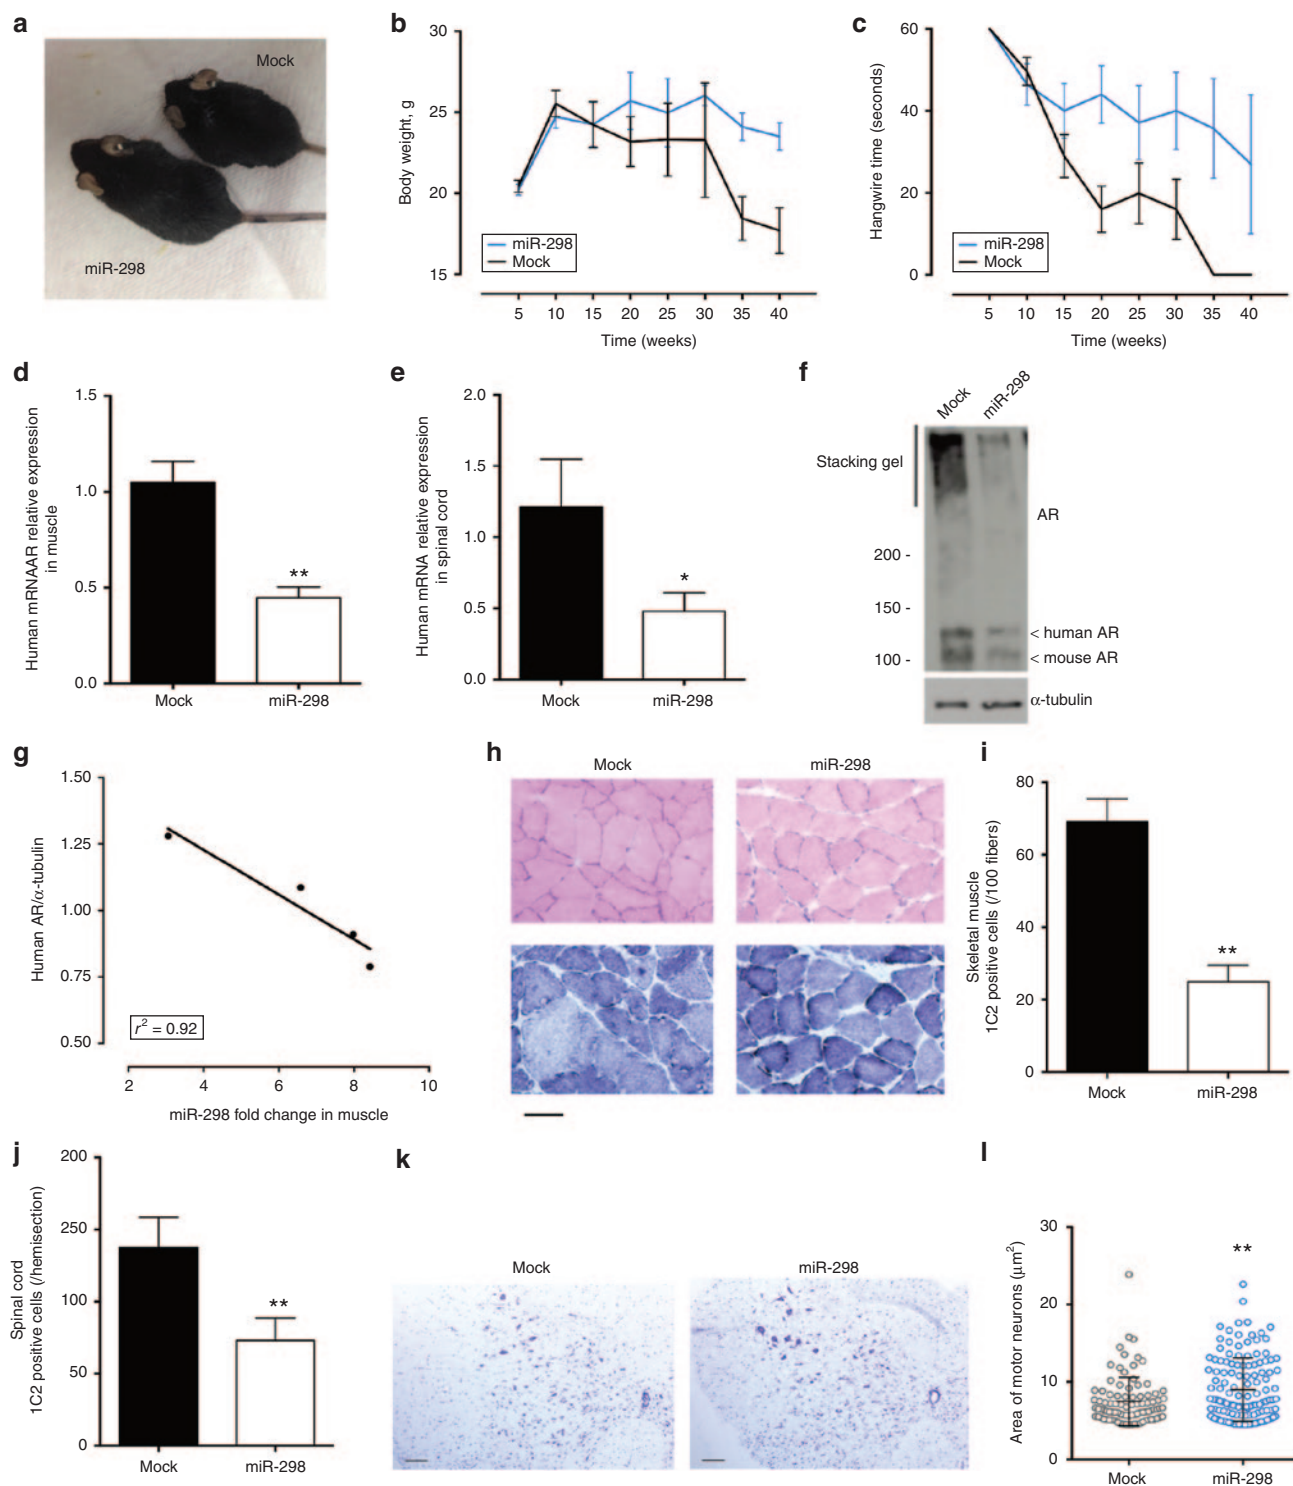 a
Mock
miR-298
b
30
25
20
15
Body weight, g
miR-298
Mock
5 10 15 20 25 30 35 40
Time (weeks)
c
60
40
20
0
Hangwire time (seconds)
miR-298
Mock
5 10 15 20 25 30 35 40
Time (weeks)
d
1.5
1.0
0.5
0.0
Human mRNAAR relative expression
in muscle
**
Mock miR-298
e
2.0
1.5
1.0
0.5
0.0
Human mRNA relative expression
in spinal cord
*
Mock miR-298
f
Mock miR-298
Stacking gel
AR
200 -
150 -
100 -
< human AR
< mouse AR
α-tubulin
g
1.50
1.25
1.00
0.75
0.50
Human AR/α-tubulin
r² = 0.92
2 4 6 8 10
miR-298 fold change in muscle
h
Mock miR-298
i
80
60
40
20
0
Skeletal muscle
1C2 positive cells (/100 fibers)
**
Mock miR-298
j
200
250
100
50
0
Spinal cord
1C2 positive cells (/hemisection)
**
Mock miR-298
k
Mock miR-298
l
30
20
10
0
Area of motor neurons (μm²)
**
Mock miR-298